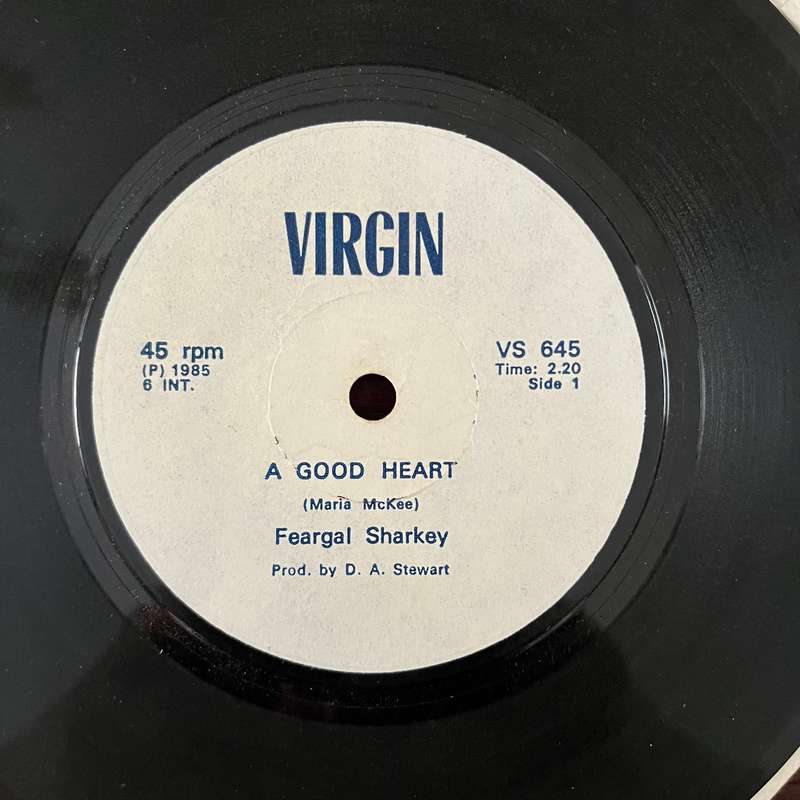 VIRGIN
45 rpm
(P) 1985
6 INT.
VS 645
Time: 2.20
Side 1
A GOOD HEART
(Maria McKee)
Feargal Sharkey
Prod. by D. A. Stewart